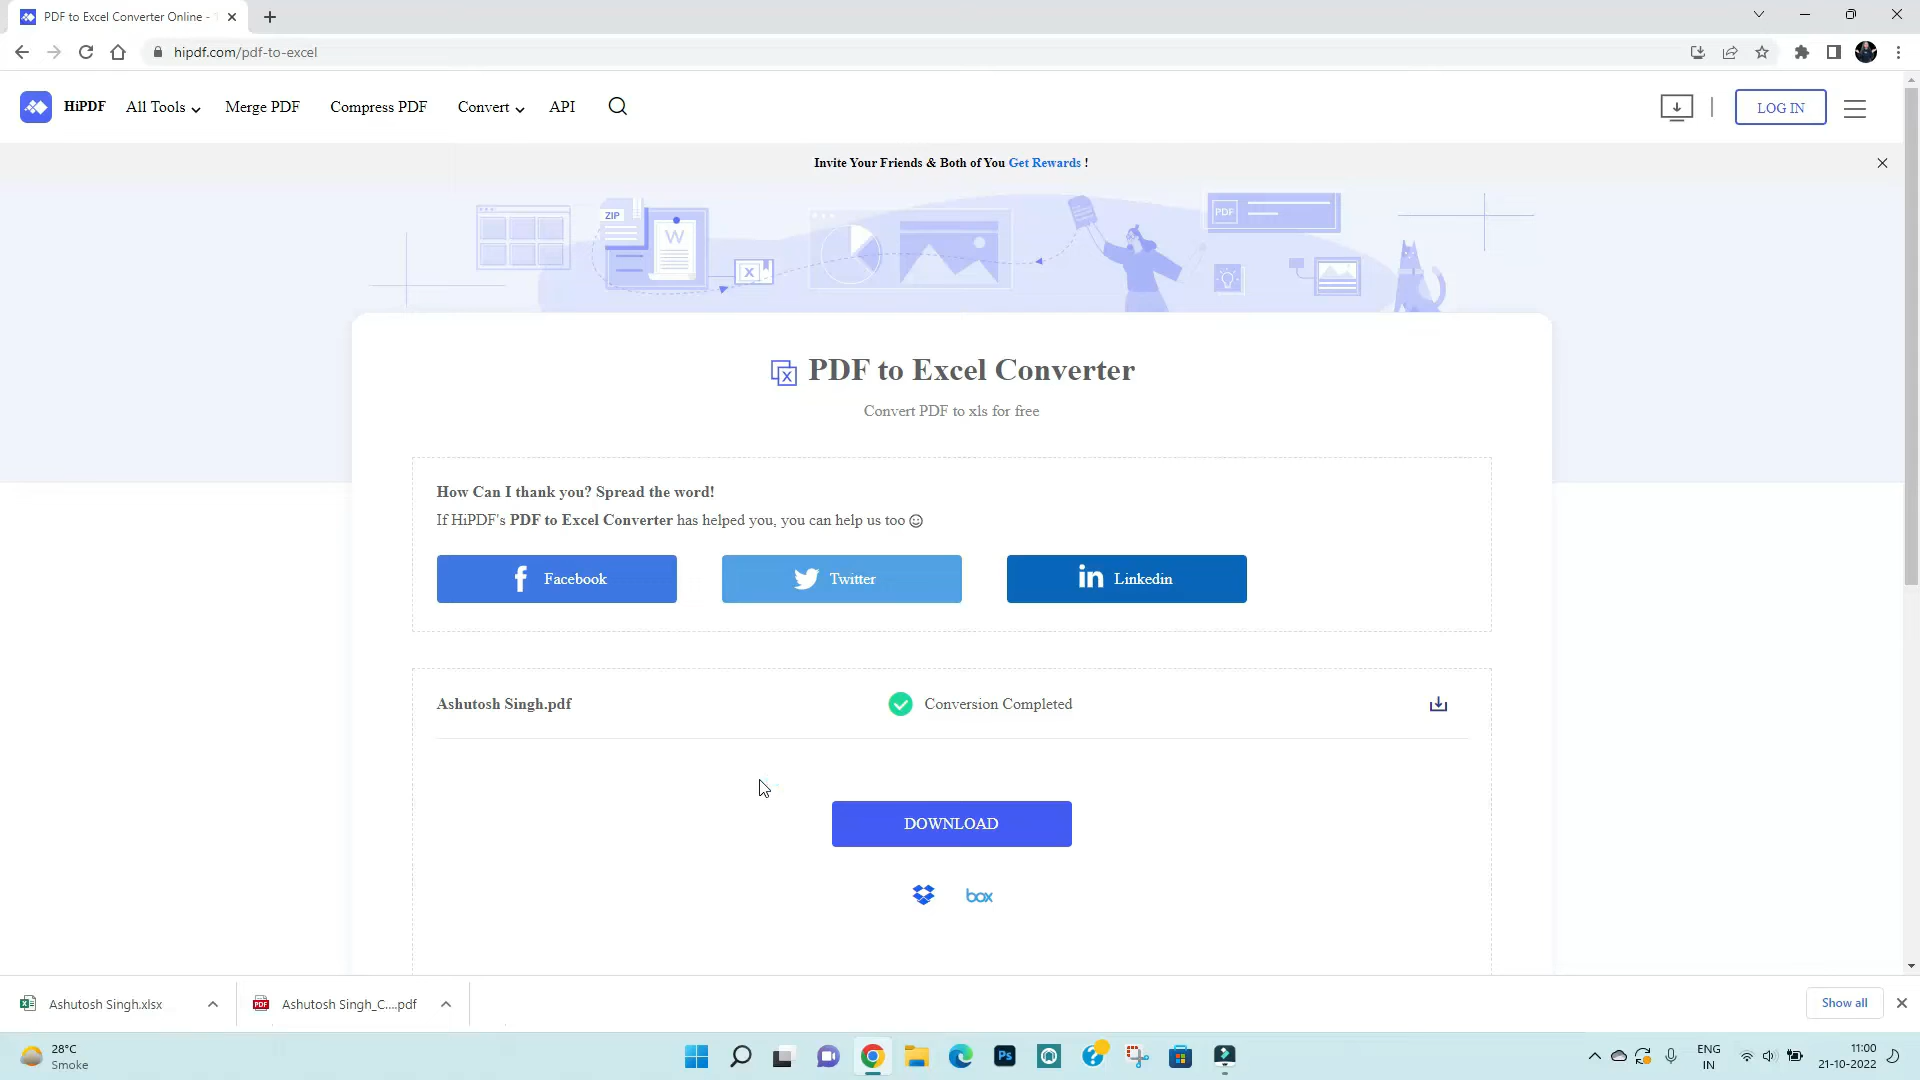 PDF to Excel Converter Online -
hipdf.com/pdf-to-excel
HiPDF All Tools Merge PDF Compress PDF Convert API LOG IN
Invite Your Friends & Both of You Get Rewards !
ZIP
W
X
PDF
PDF to Excel Converter
Convert PDF to xls for free
How Can I thank you? Spread the word!
If HiPDF's PDF to Excel Converter has helped you, you can help us too
Facebook Twitter Linkedin
Ashutosh Singh.pdf Conversion Completed
DOWNLOAD
box
Ashutosh Singh.xlsx Ashutosh Singh_C....pdf Show all
28°C
Smoke
Ps
ENG
IN
11:00
21-10-2022